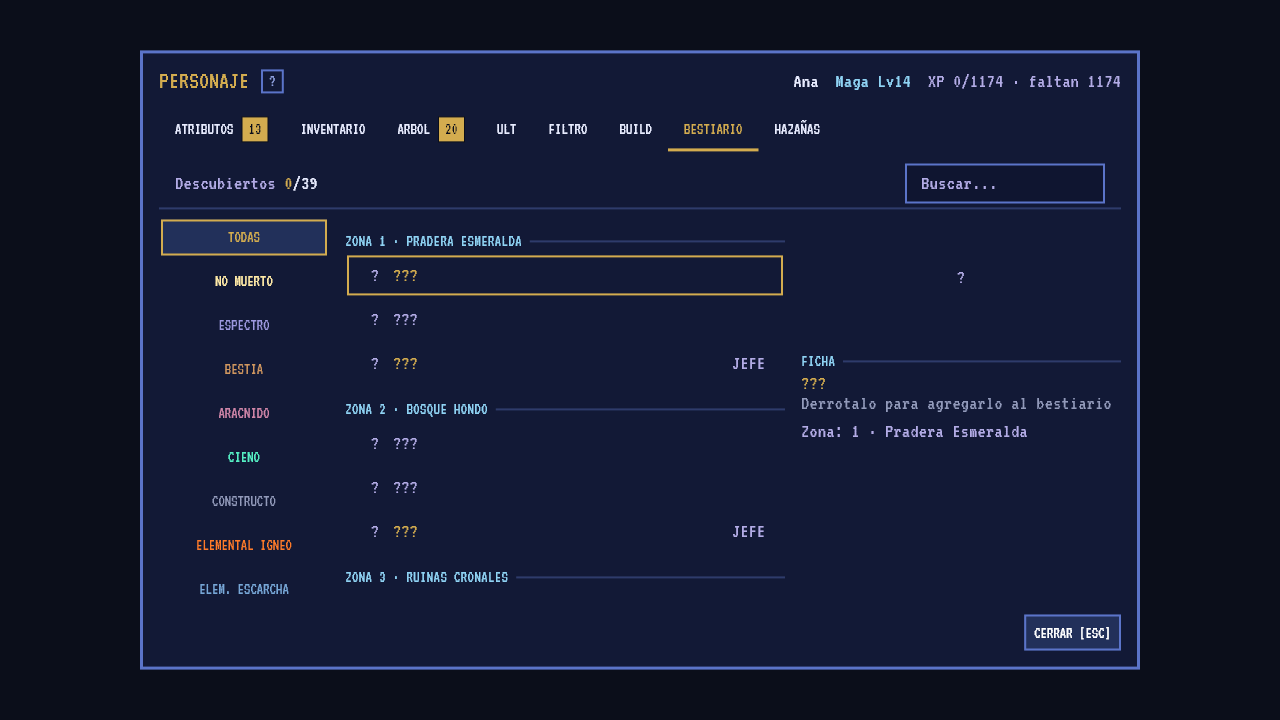 PERSONAJE ?
Ana Maga Lv14 XP 0/1174 · faltan 1174
ATRIBUTOS 13 INVENTARIO ARBOL 20 ULT FILTRO BUILD BESTIARIO HAZAÑAS
Descubiertos 0/39
Buscar...
TODAS
NO MUERTO
ESPECTRO
BESTIA
ARACNIDO
CIENO
CONSTRUCTO
ELEMENTAL IGNEO
ELEM. ESCARCHA
ZONA 1 · PRADERA ESMERALDA
? ???
? ???
? ??? JEFE
ZONA 2 · BOSQUE HONDO
? ???
? ???
? ??? JEFE
ZONA 3 · RUINAS CRONALES
?
FICHA
???
Derrotalo para agregarlo al bestiario
Zona: 1 · Pradera Esmeralda
CERRAR [ESC]